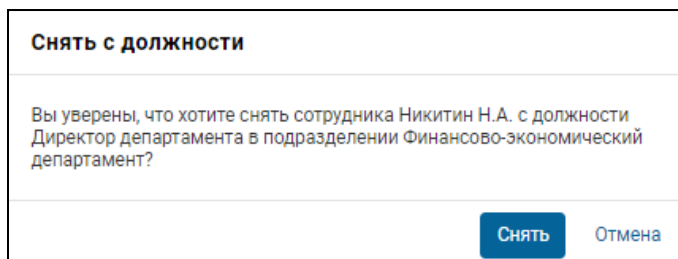 Снять с должности
Вы уверены, что хотите снять сотрудника Никитин Н.А. с должности
Директор департамента в подразделении Финансово-экономический
департамент?
Снять Отмена